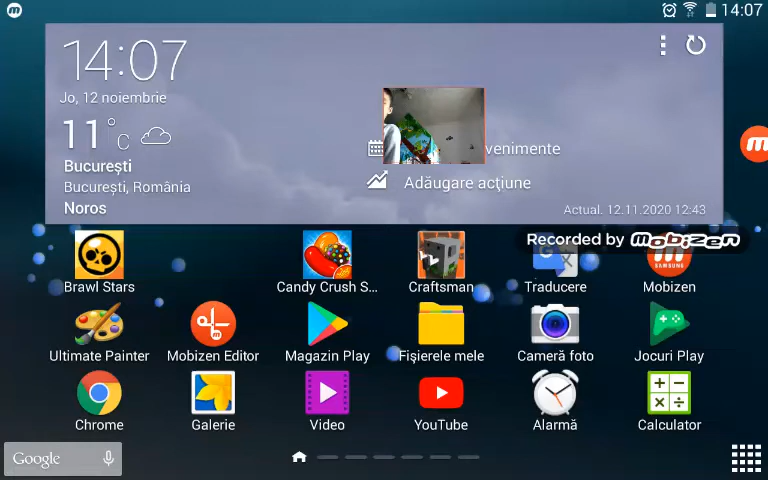 14:07
14:07
Jo, 12 noiembrie
11°C
București
București, România
Noros
venimente
Adăugare acțiune
Actual. 12.11.2020 12:43
Recorded by Mobizen
Brawl Stars
Candy Crush S...
Craftsman
Traducere
SAMSUNG
Mobizen
Ultimate Painter
Mobizen Editor
Magazin Play
Fișierele mele
Cameră foto
Jocuri Play
Chrome
Galerie
Video
YouTube
Alarmă
Calculator
Google